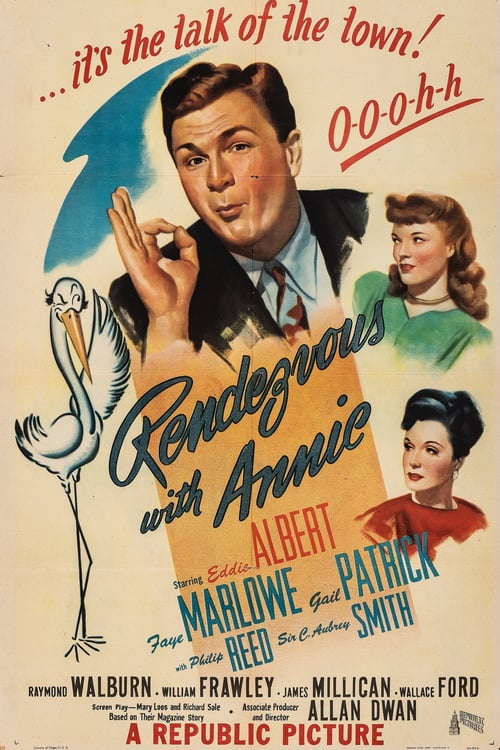 ...it's the talk of the town!
O-O-O-h-h
Rendezvous
with Annie
Starring Eddie ALBERT
Faye MARLOWE Gail PATRICK
with Philip REED Sir C. Aubrey SMITH
RAYMOND WALBURN · WILLIAM FRAWLEY · JAMES MILLICAN · WALLACE FORD
Screen Play—Mary Loos and Richard Sale
Based on Their Magazine Story
Associate Producer
and Director ALLAN DWAN
A REPUBLIC PICTURE
REPUBLIC
PICTURES